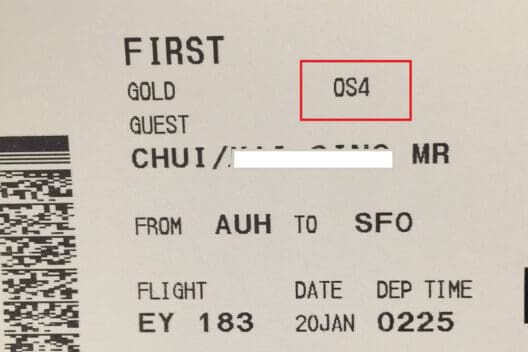 FIRST
GOLD OS4
GUEST
CHUI/ MR
FROM AUH TO SFO
FLIGHT DATE DEP TIME
EY 183 20JAN 0225